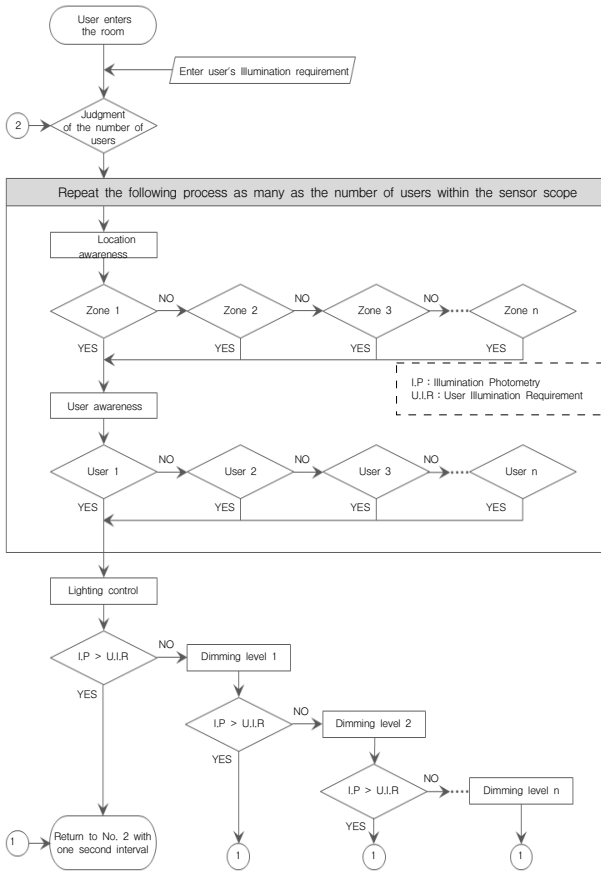 User enters
the room
Enter user's Illumination requirement
2
Judgment
of the number of
users
Repeat the following process as many as the number of users within the sensor scope
Location
awareness
Zone 1
NO
Zone 2
NO
Zone 3
NO
Zone n
YES
YES
YES
YES
I.P : Illumination Photometry
U.I.R : User Illumination Requirement
User awareness
User 1
NO
User 2
NO
User 3
NO
User n
YES
YES
YES
YES
Lighting control
I.P > U.I.R
NO
Dimming level 1
YES
I.P > U.I.R
NO
Dimming level 2
YES
I.P > U.I.R
NO
Dimming level n
YES
1
Return to No. 2 with
one second interval
1
1
1